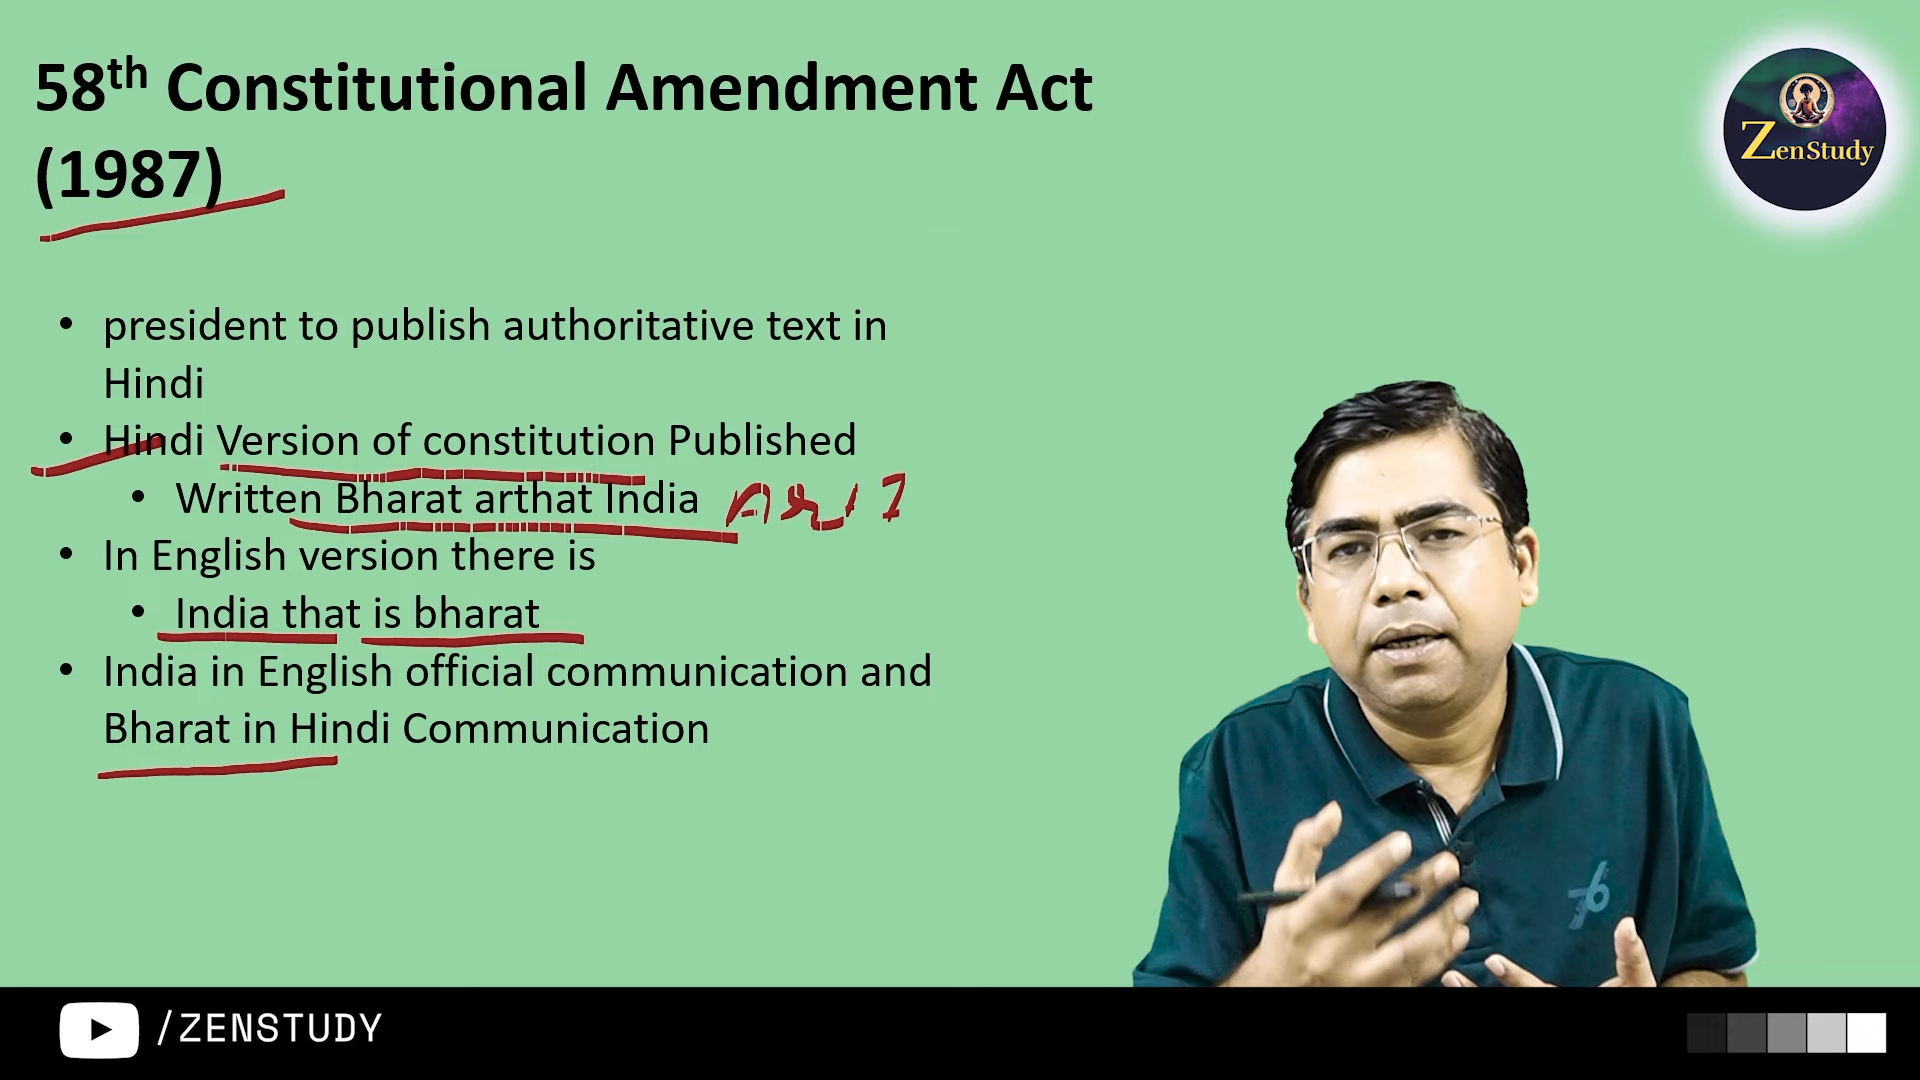 58th Constitutional Amendment Act
(1987)
ZenStudy
• president to publish authoritative text in
Hindi
• Hindi Version of constitution Published
• Written Bharat arthat India
• In English version there is
• India that is bharat
• India in English official communication and
Bharat in Hindi Communication
76
/ZENSTUDY